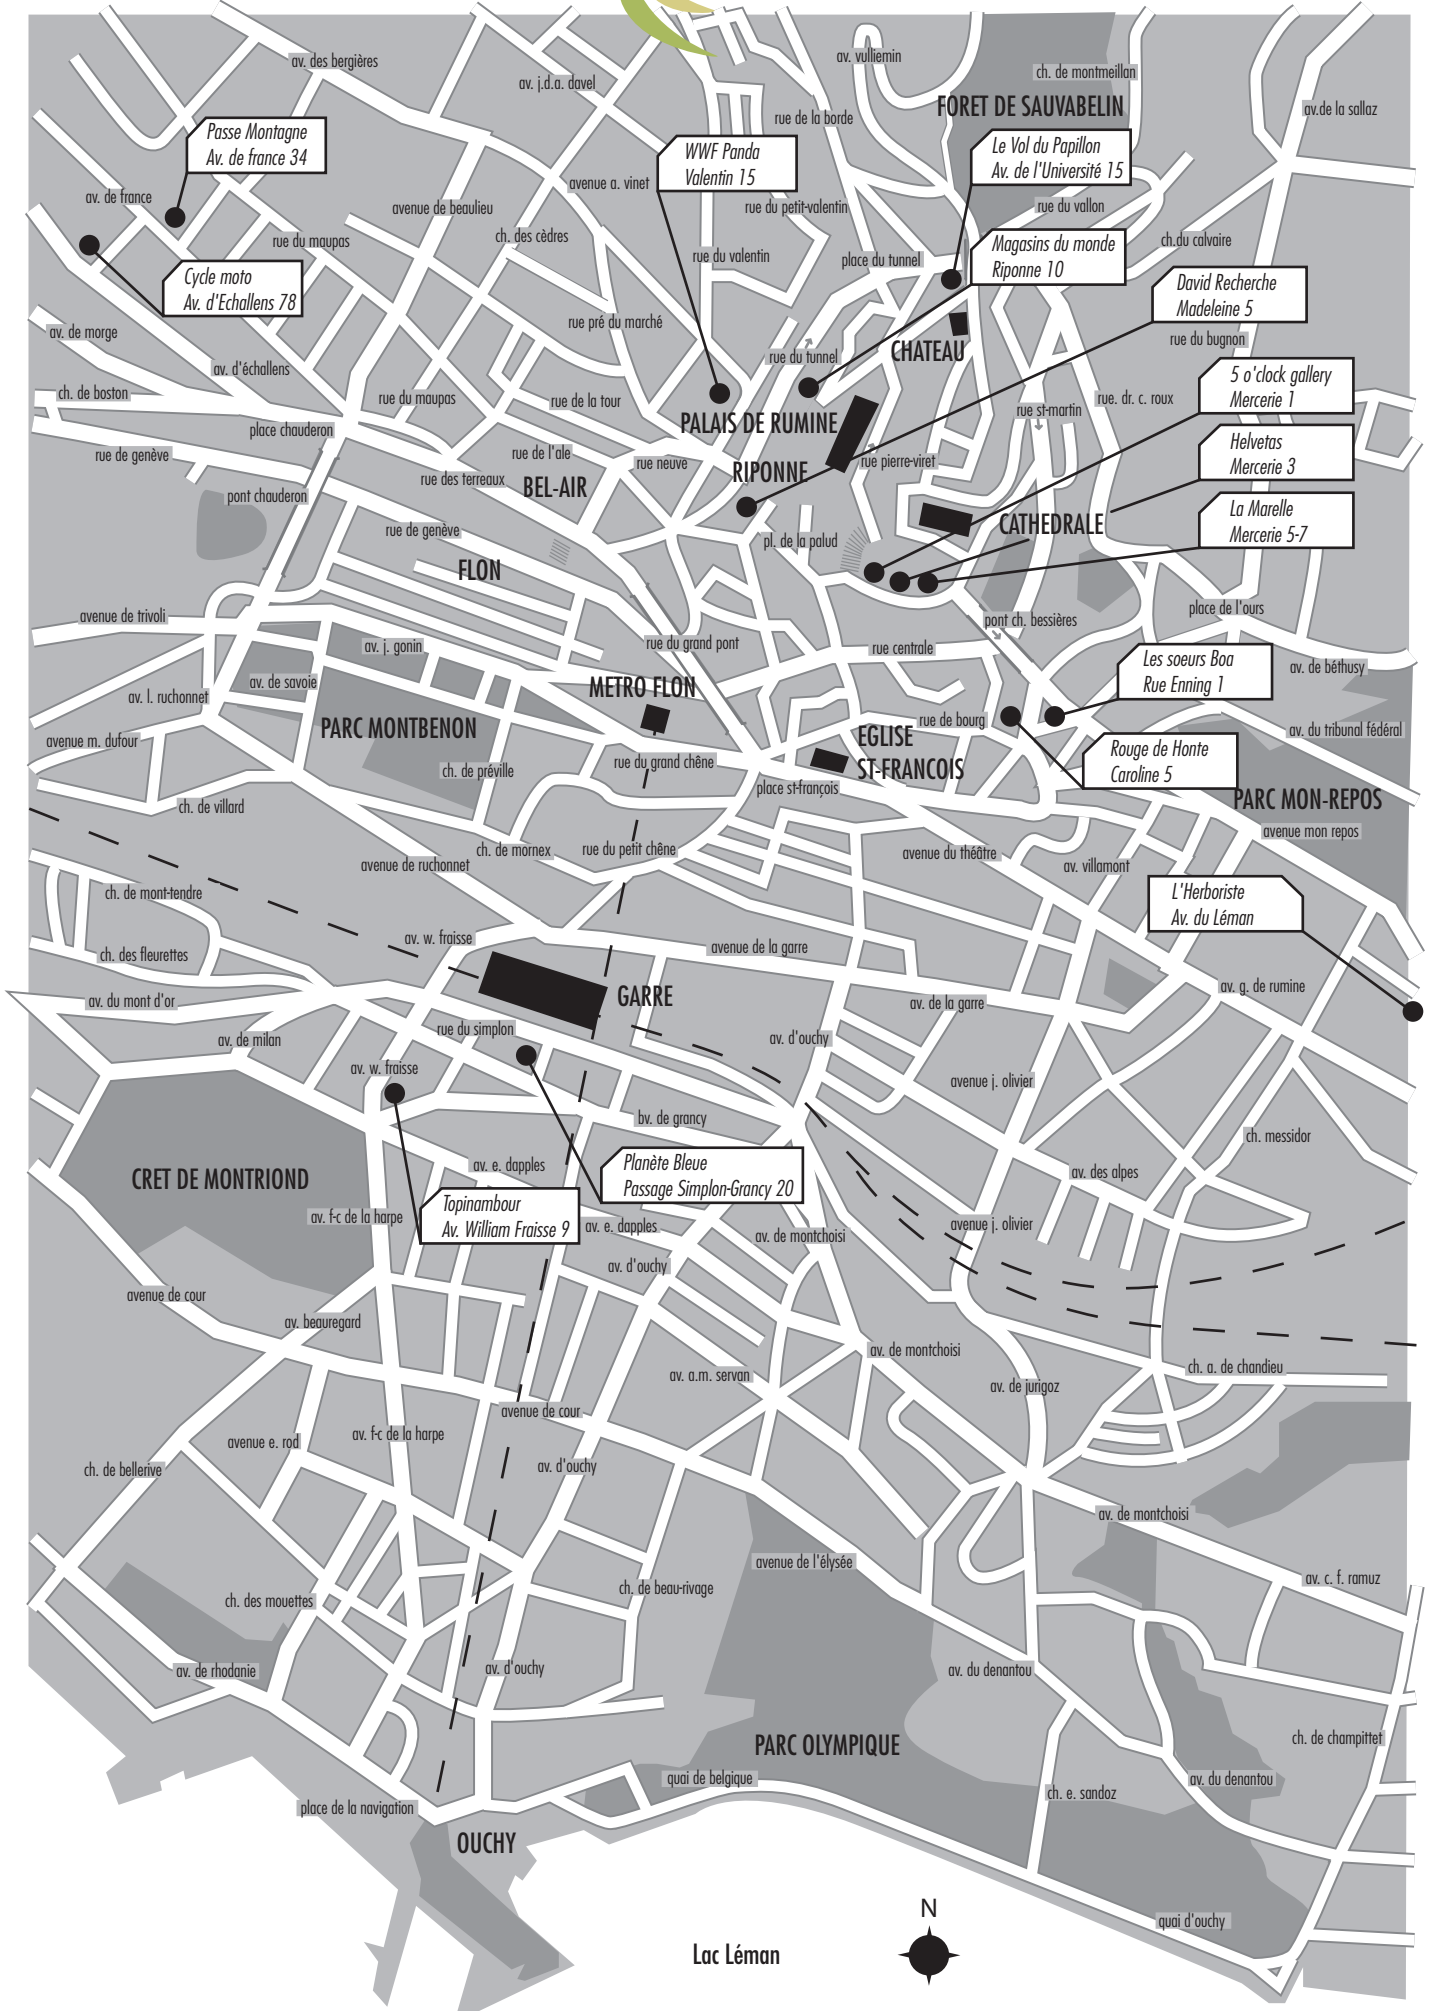 av. des bergières
av. j.d.a. davel
av. vulliemin
ch. de montmeillan
FORET DE SAUVABELIN
av.de la sallaz
rue de la borde
Passe Montagne
Av. de france 34
WWF Panda
Valentin 15
Le Vol du Papillon
Av. de l'Université 15
av. de france
avenue a. vinet
avenue de beaulieu
rue du petit-valentin
rue du vallon
rue du maupas
ch. des cèdres
rue du valentin
place du tunnel
Magasins du monde
Riponne 10
ch.du calvaire
Cycle moto
Av. d'Echallens 78
David Recherche
Madeleine 5
av. de morge
rue pré du marché
rue du tunnel
CHATEAU
rue du bugnon
av. d'échallens
5 o'clock gallery
Mercerie 1
ch. de boston
rue du maupas
rue de la tour
PALAIS DE RUMINE
rue st-martin
rue. dr. c. roux
place chauderon
Helvetas
Mercerie 3
rue de genève
rue de l'ale
rue neuve
RIPONNE
rue pierre-viret
rue des terreaux
BEL-AIR
pont chauderon
La Marelle
Mercerie 5-7
rue de genève
pl. de la palud
CATHEDRALE
FLON
avenue de trivoli
place de l'ours
pont ch. bessières
av. j. gonin
rue du grand pont
rue centrale
Les soeurs Boa
Rue Enning 1
av. de béthusy
av. de savoie
METRO FLON
av. l. ruchonnet
PARC MONTBENON
rue de bourg
av. du tribunal fédéral
avenue m. dufour
EGLISE
ST-FRANCOIS
Rouge de Honte
Caroline 5
rue du grand chêne
ch. de préville
place st-françois
PARC MON-REPOS
ch. de villard
avenue mon repos
ch. de mornex
rue du petit chêne
avenue du théâtre
avenue de ruchonnet
av. villamont
ch. de mont-tendre
L'Herboriste
Av. du Léman
av. w. fraisse
avenue de la garre
ch. des fleurettes
av. du mont d'or
GARRE
av. de la garre
av. g. de rumine
rue du simplon
av. de milan
av. d'ouchy
av. w. fraisse
avenue j. olivier
bv. de grancy
ch. messidor
CRET DE MONTRIOND
av. e. dapples
Planète Bleue
Passage Simplon-Grancy 20
av. des alpes
Topinambour
Av. William Fraisse 9
av. f-c de la harpe
av. e. dapples
av. de montchoisi
avenue j. olivier
av. d'ouchy
avenue de cour
av. beauregard
av. de montchoisi
av. a.m. servan
ch. a. de chandieu
av. de jurigoz
avenue de cour
avenue e. rod
av. f-c de la harpe
ch. de bellerive
av. d'ouchy
av. de montchoisi
avenue de l'élysée
av. c. f. ramuz
ch. de beau-rivage
ch. des mouettes
av. de rhodanie
av. d'ouchy
av. du denantou
PARC OLYMPIQUE
ch. de champittet
quai de belgique
av. du denantou
ch. e. sandoz
place de la navigation
OUCHY
N
quai d'ouchy
Lac Léman